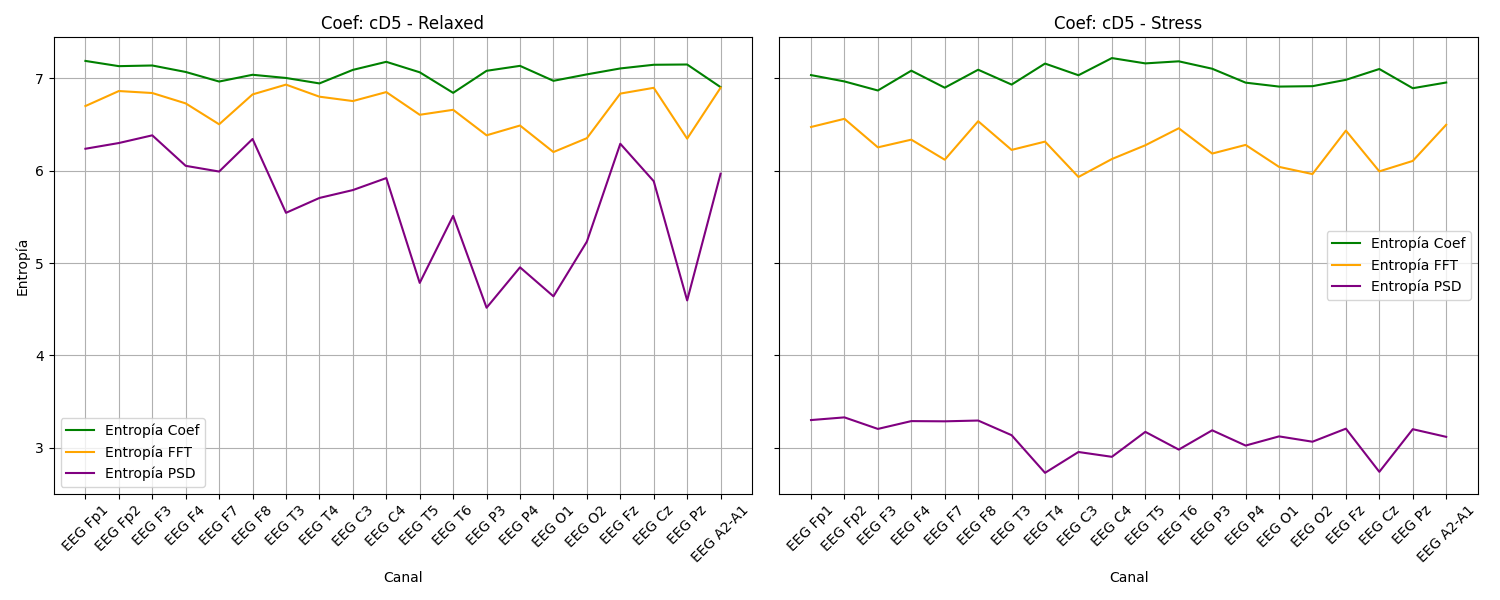 Coef: cD5 - Relaxed
Entropía
7
6
5
4
3
Entropía Coef
Entropía FFT
Entropía PSD
EEG Fp1
EEG Fp2
EEG F3
EEG F4
EEG F7
EEG F8
EEG T3
EEG T4
EEG C3
EEG C4
EEG T5
EEG T6
EEG P3
EEG P4
EEG O1
EEG O2
EEG Fz
EEG Cz
EEG Pz
EEG A2-A1
Canal
Coef: cD5 - Stress
Entropía Coef
Entropía FFT
Entropía PSD
EEG Fp1
EEG Fp2
EEG F3
EEG F4
EEG F7
EEG F8
EEG T3
EEG T4
EEG C3
EEG C4
EEG T5
EEG T6
EEG P3
EEG P4
EEG O1
EEG O2
EEG Fz
EEG Cz
EEG Pz
EEG A2-A1
Canal